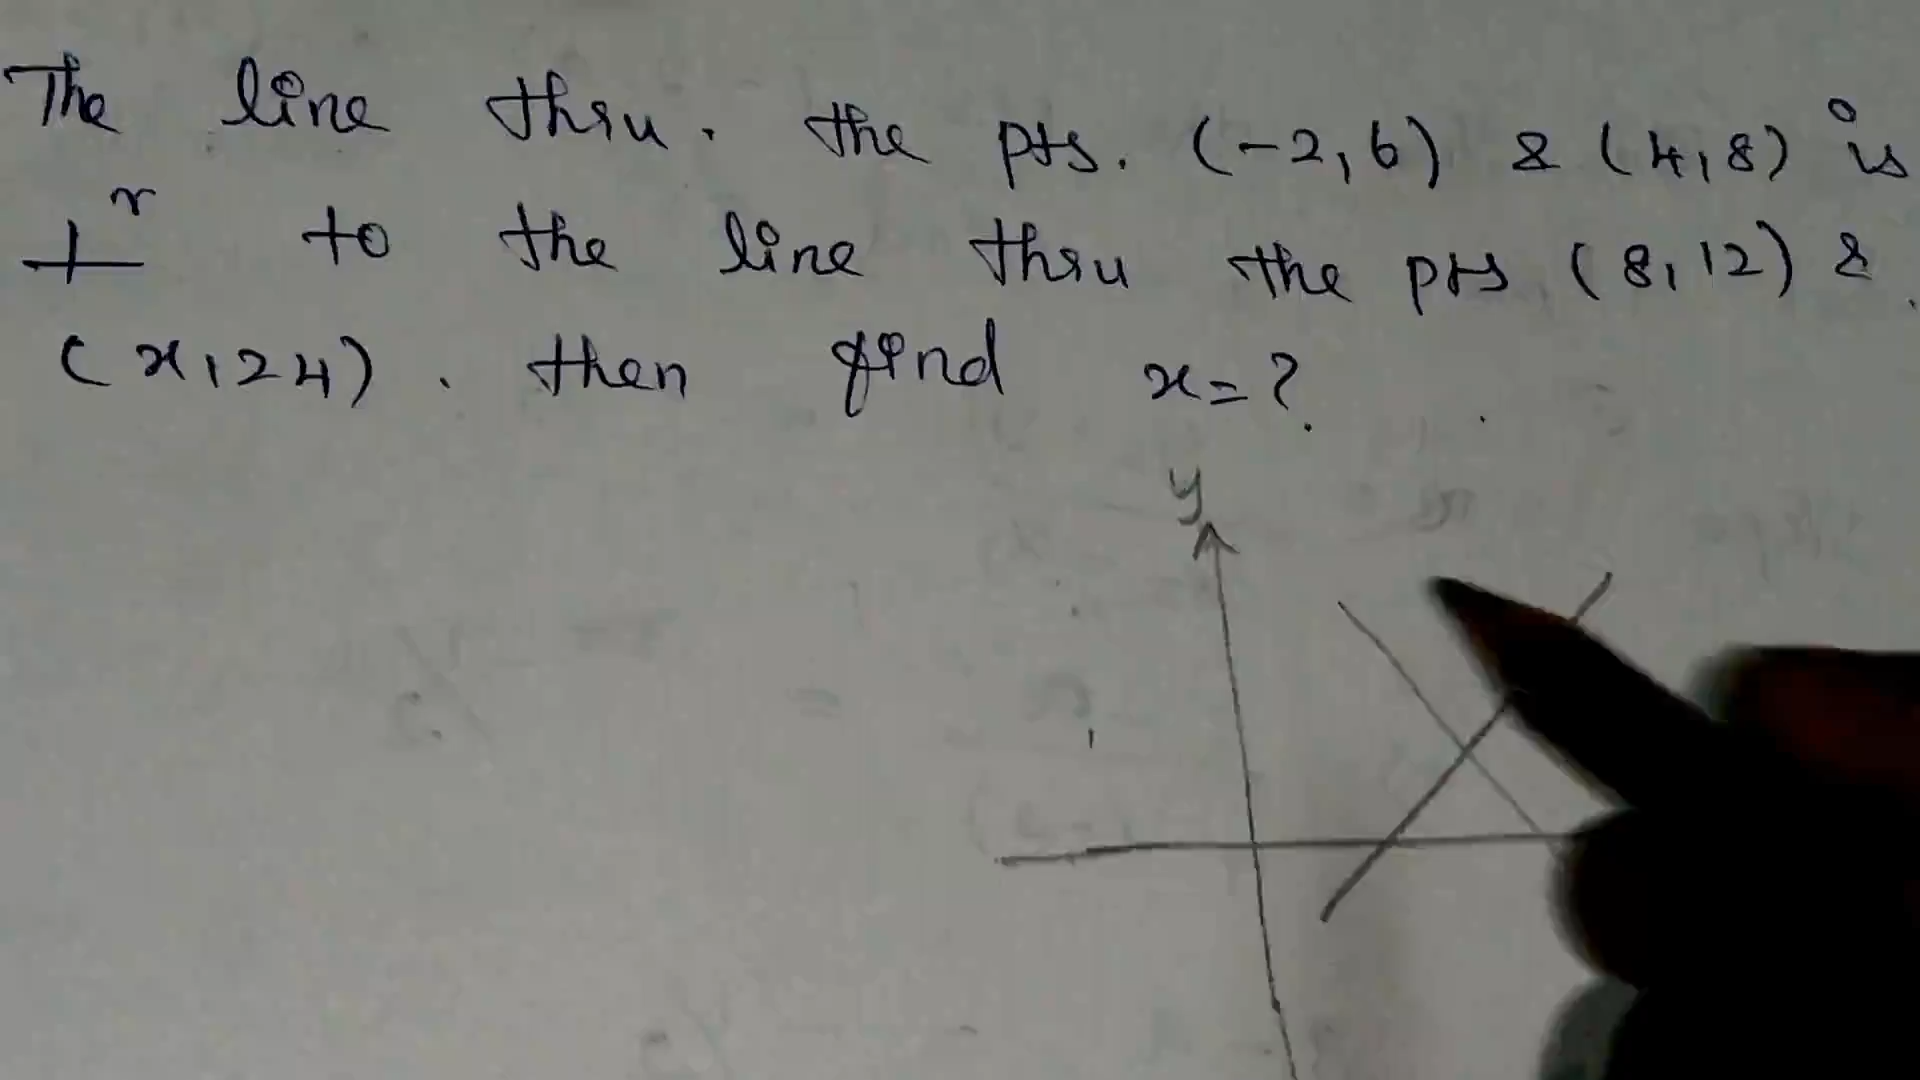 The line thru. the pts. (-2,6) & (4,8) is
⊥r to the line thru the pts (8,12) &
(x,24). then find x=?
y